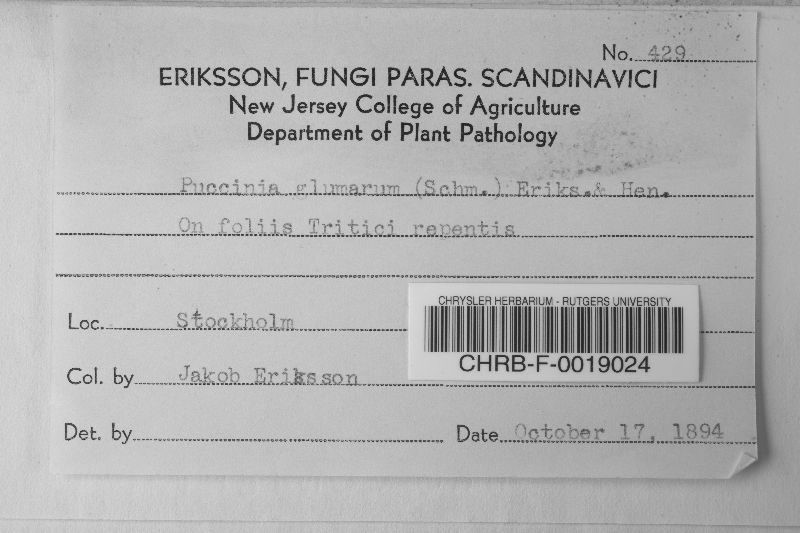 No. 429
ERIKSSON, FUNGI PARAS. SCANDINAVICI
New Jersey College of Agriculture
Department of Plant Pathology
Puccinia glumarum (Schm.) Eriks.& Hen.
On foliis Tritici repentis
Loc. Stockholm
CHRYSLER HERBARIUM - RUTGERS UNIVERSITY
CHRB-F-0019024
Col. by Jakob Eriksson
Det. by
Date October 17, 1894